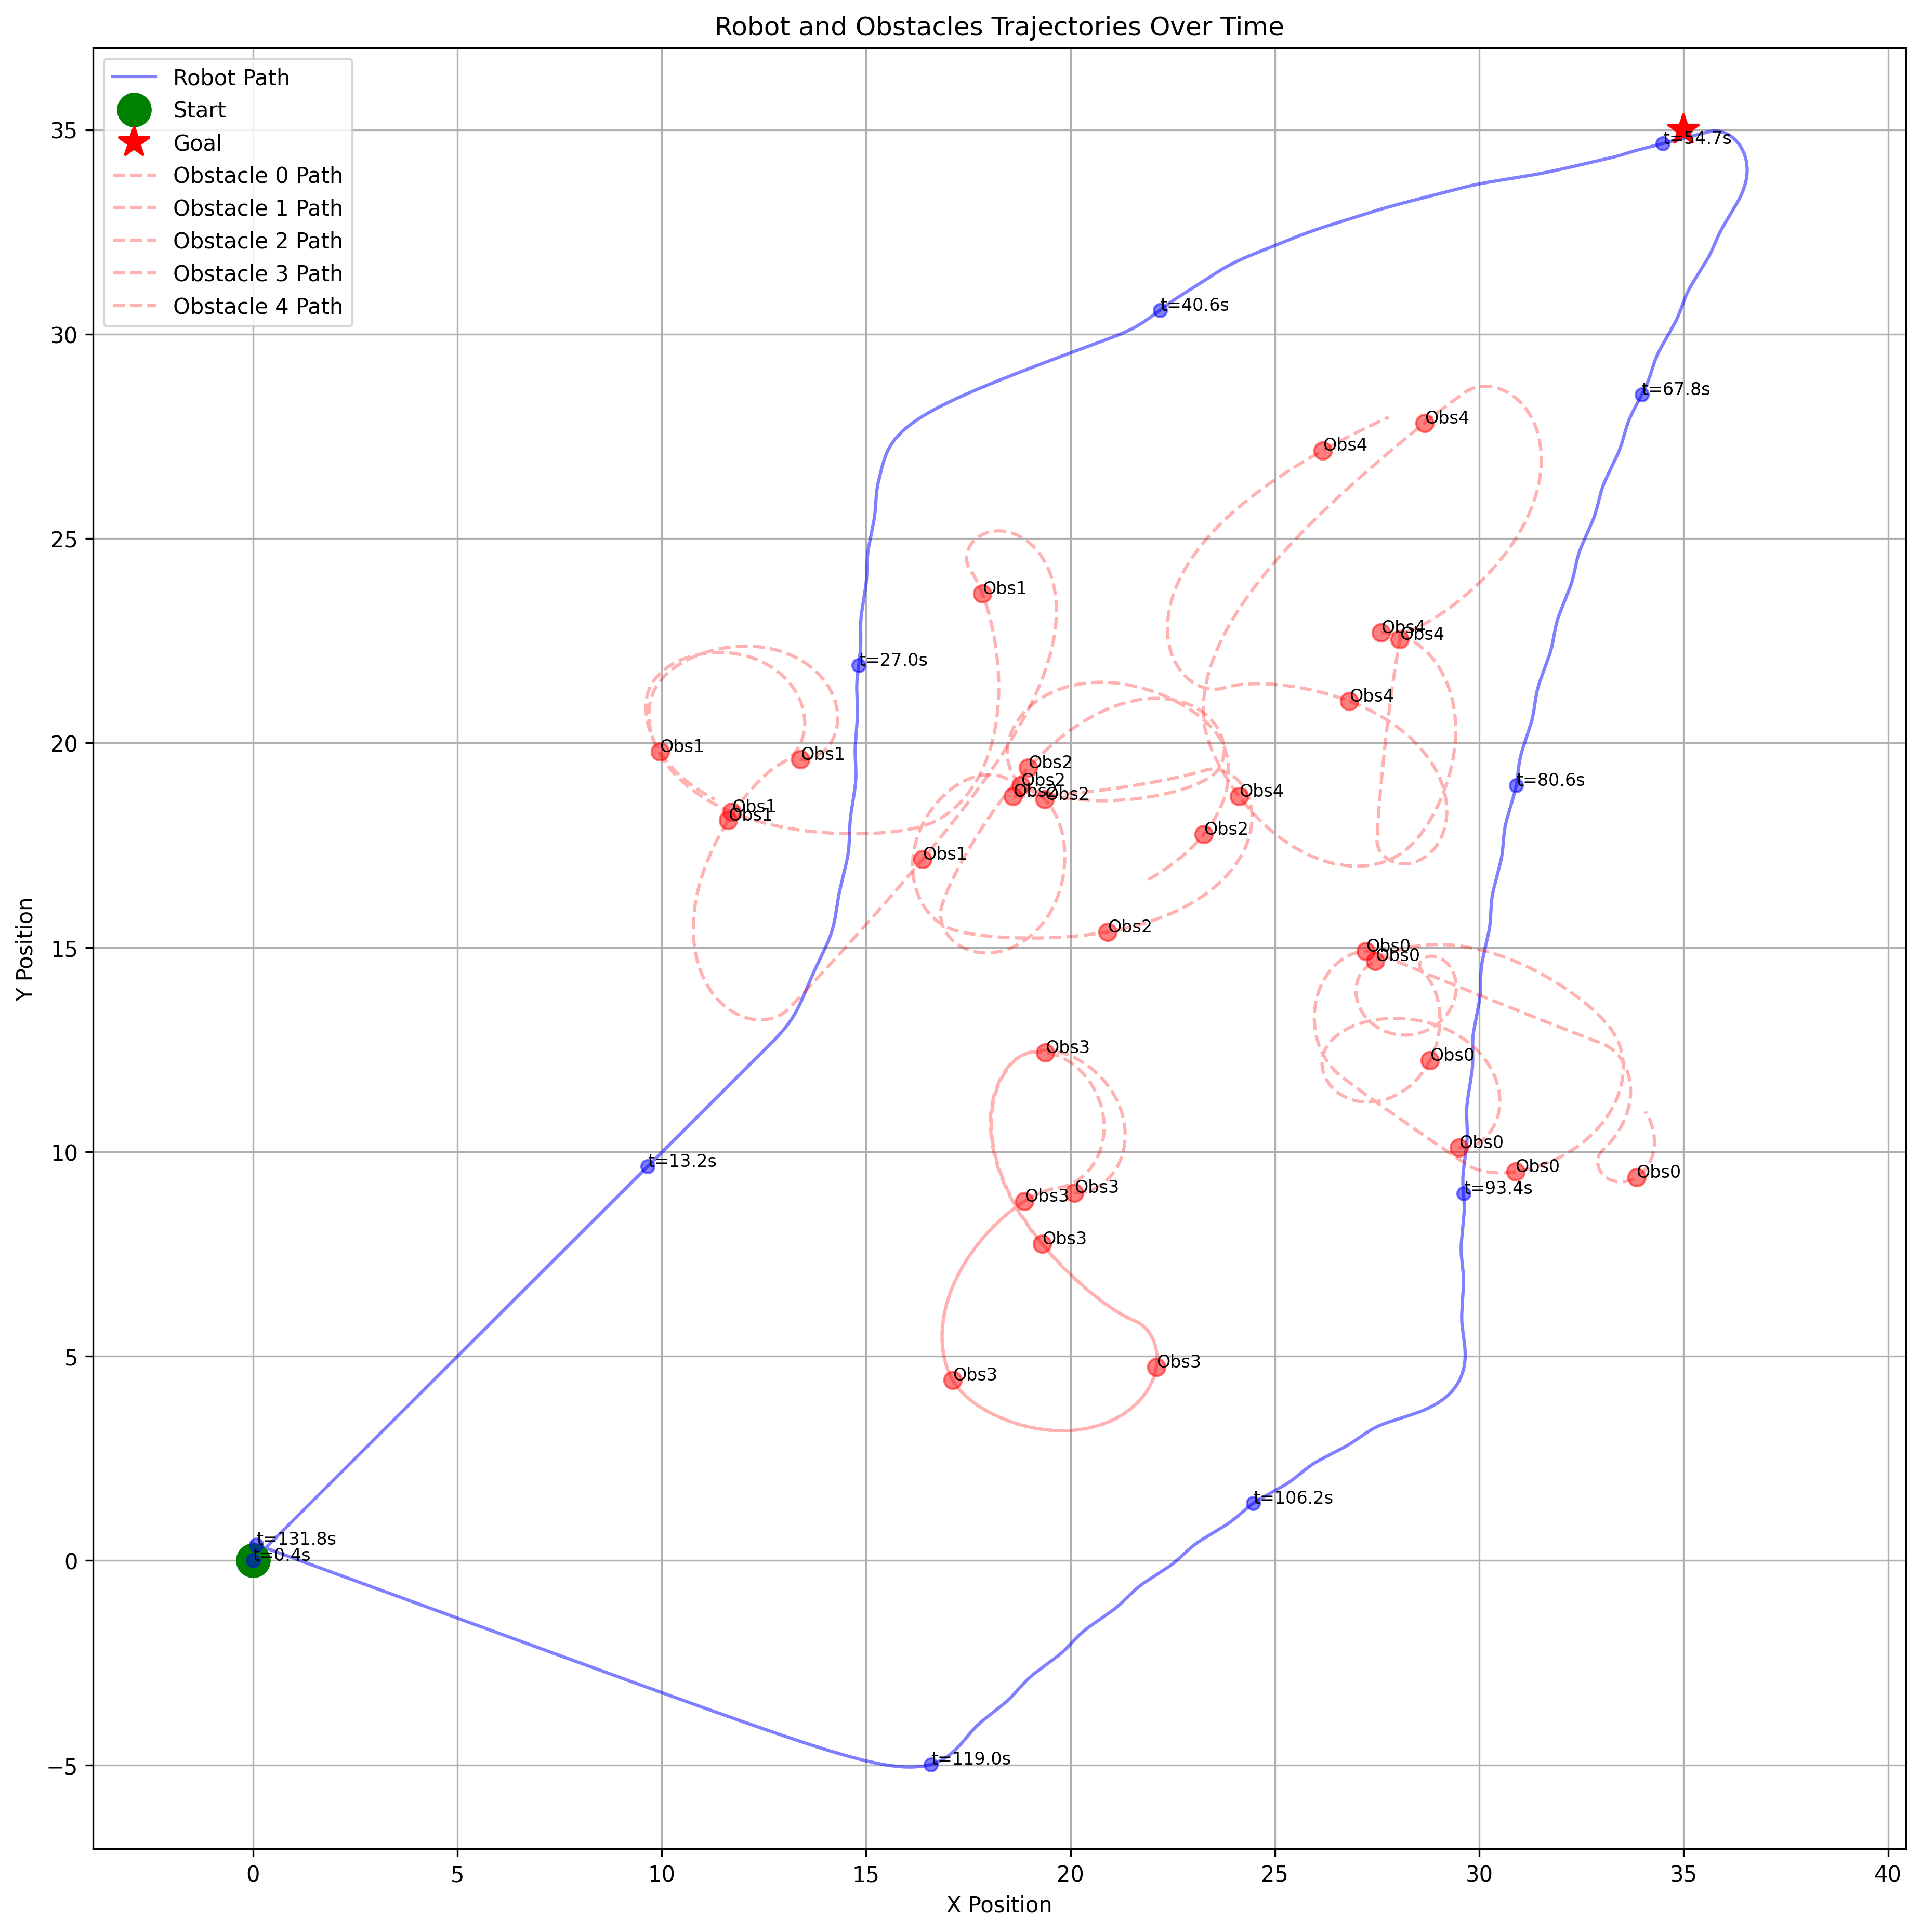 Robot and Obstacles Trajectories Over Time
Robot Path
Start
Goal
Obstacle 0 Path
Obstacle 1 Path
Obstacle 2 Path
Obstacle 3 Path
Obstacle 4 Path
35
30
25
20
15
10
5
0
−5
Y Position
t=54.7s
t=40.6s
t=67.8s
Obs4
Obs4
Obs1
t=27.0s
Obs4
Obs4
Obs4
Obs1
Obs1
Obs2
Obs2
Obs2
Obs2
Obs4
t=80.6s
Obs1
Obs1
Obs2
Obs1
Obs2
Obs0
Obs0
Obs3
Obs0
t=13.2s
Obs0
Obs0
Obs0
Obs3
Obs3
t=93.4s
Obs3
Obs3
Obs3
t=106.2s
t=131.8s
t=0.4s
t=119.0s
0
5
10
15
20
25
30
35
40
X Position